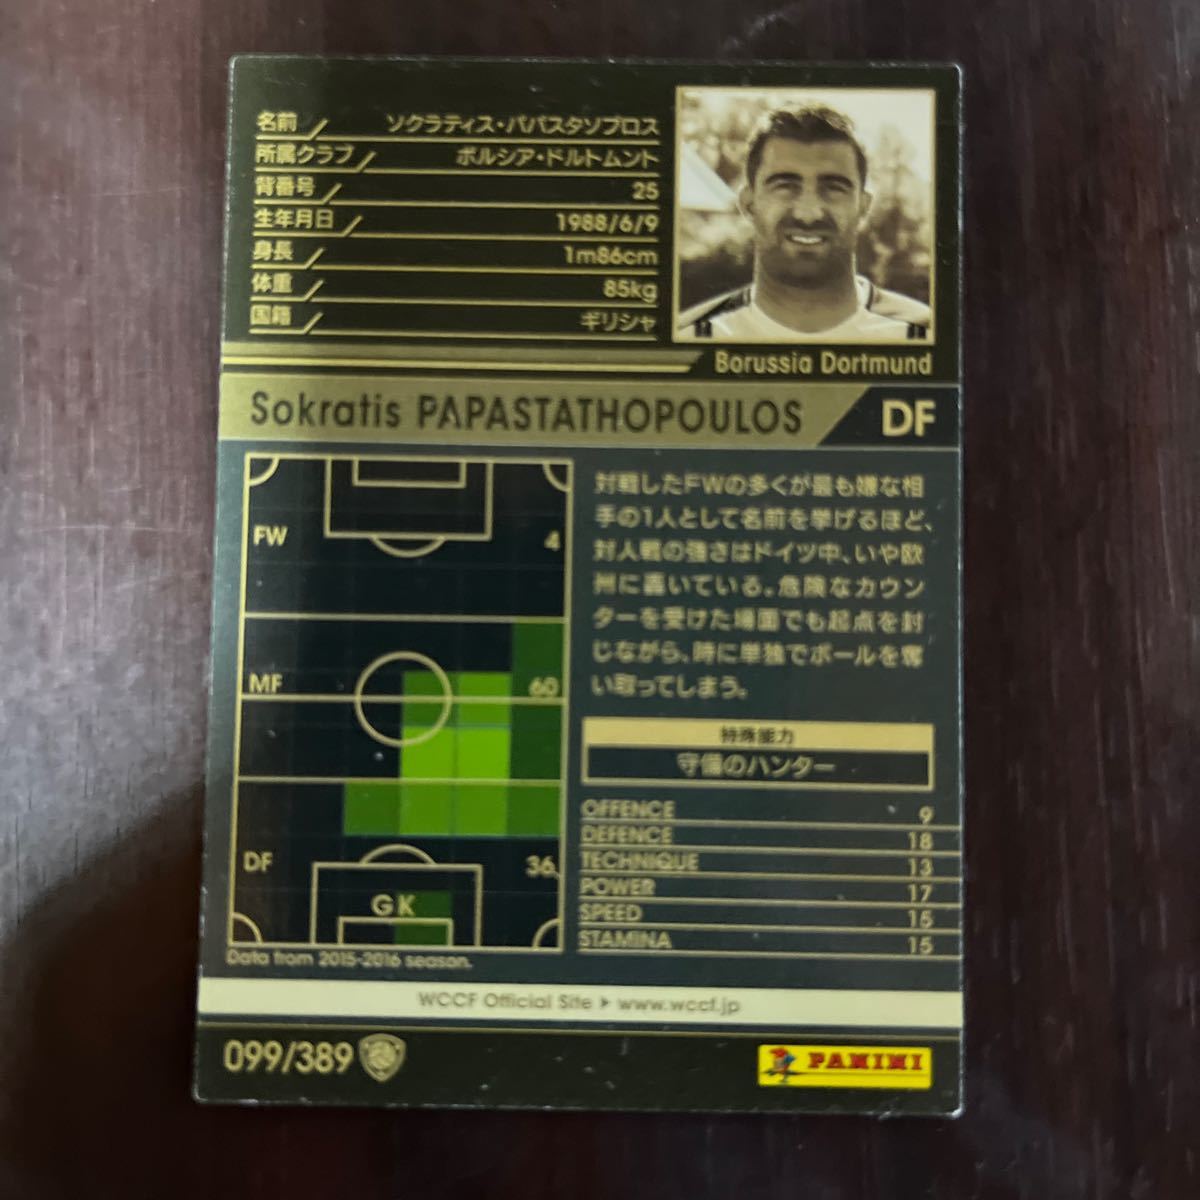 名前 ソクラティス・パパスタソプロス
所属クラブ ボルシア・ドルトムント
背番号 25
生年月日 1988/6/9
身長 1m86cm
体重 85kg
国籍 ギリシャ
Borussia Dortmund
Sokratis PAPASTATHOPOULOS DF
FW 4
MF 60
DF 36
GK
Data from 2015-2016 season.
対戦したFWの多くが最も嫌な相
手の1人として名前を挙げるほど、
対人戦の強さはドイツ中、いや欧
州に轟いている。危険なカウン
ターを受けた場面でも起点を封
じながら、時に単独でボールを奪
い取ってしまう。
特殊能力
守備のハンター
OFFENCE 9
DEFENCE 18
TECHNIQUE 13
POWER 17
SPEED 15
STAMINA 15
WCCF Official Site ▶ www.wccf.jp
099/389
PANINI